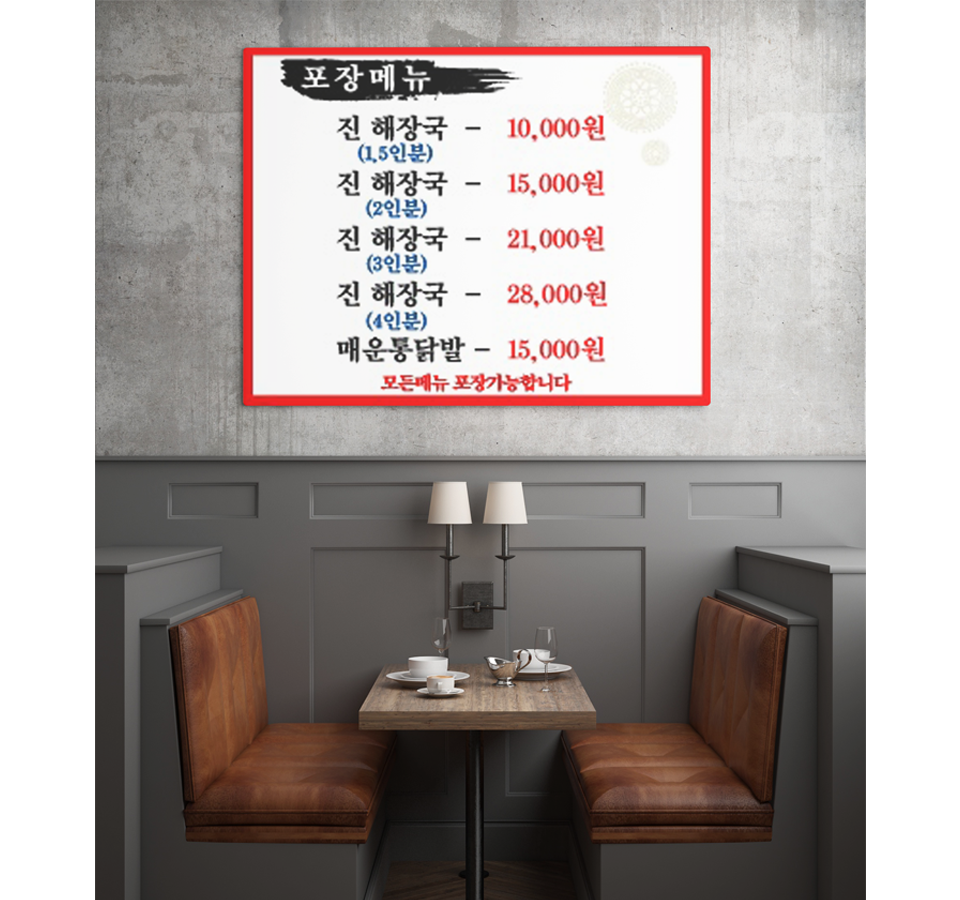 포장메뉴
진 해장국 - 10,000원
(1.5인분)
진 해장국 - 15,000원
(2인분)
진 해장국 - 21,000원
(3인분)
진 해장국 - 28,000원
(4인분)
매운통닭발 - 15,000원
모든메뉴 포장가능합니다